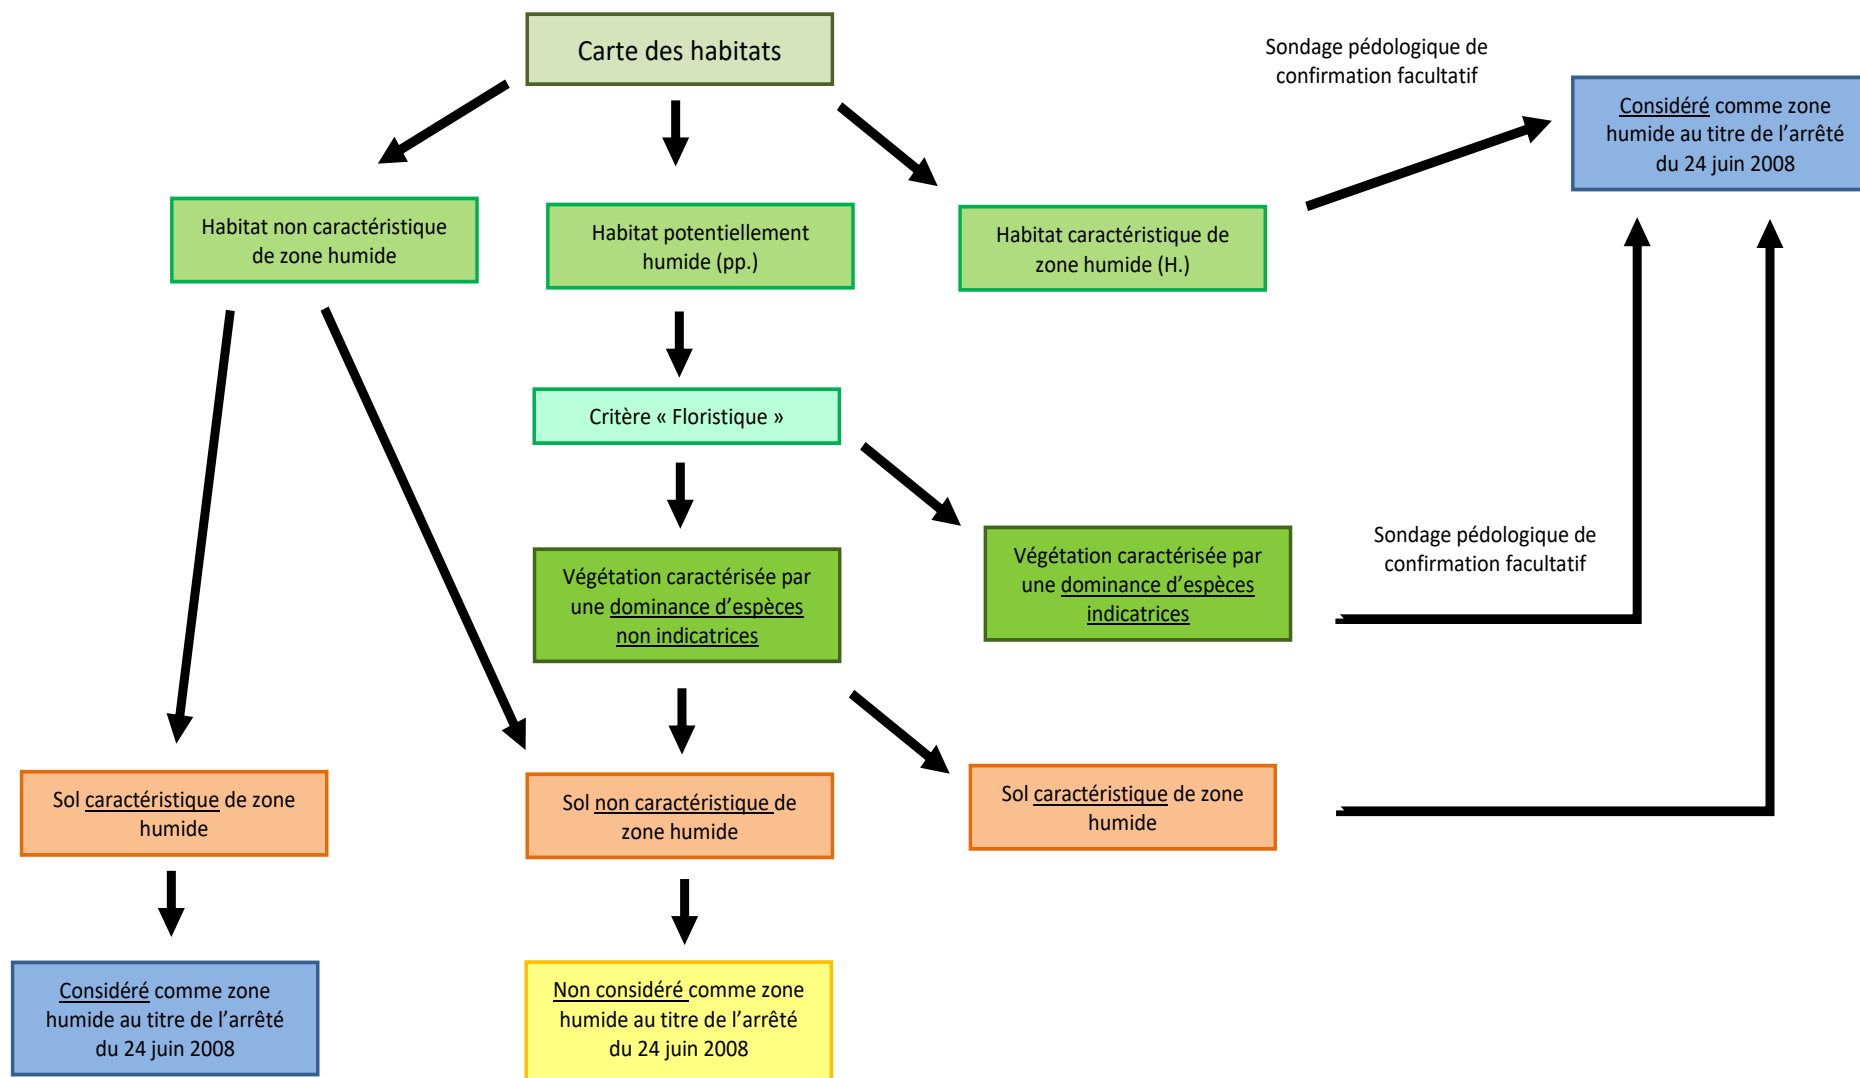 Carte des habitats
Sondage pédologique de
confirmation facultatif
Considéré comme zone
humide au titre de l’arrêté
du 24 juin 2008
Habitat non caractéristique
de zone humide
Habitat potentiellement
humide (pp.)
Habitat caractéristique de
zone humide (H.)
Critère « Floristique »
Végétation caractérisée par
une dominance d’espèces
non indicatrices
Végétation caractérisée par
une dominance d’espèces
indicatrices
Sondage pédologique de
confirmation facultatif
Sol caractéristique de zone
humide
Sol non caractéristique de
zone humide
Sol caractéristique de zone
humide
Considéré comme zone
humide au titre de l’arrêté
du 24 juin 2008
Non considéré comme zone
humide au titre de l’arrêté
du 24 juin 2008